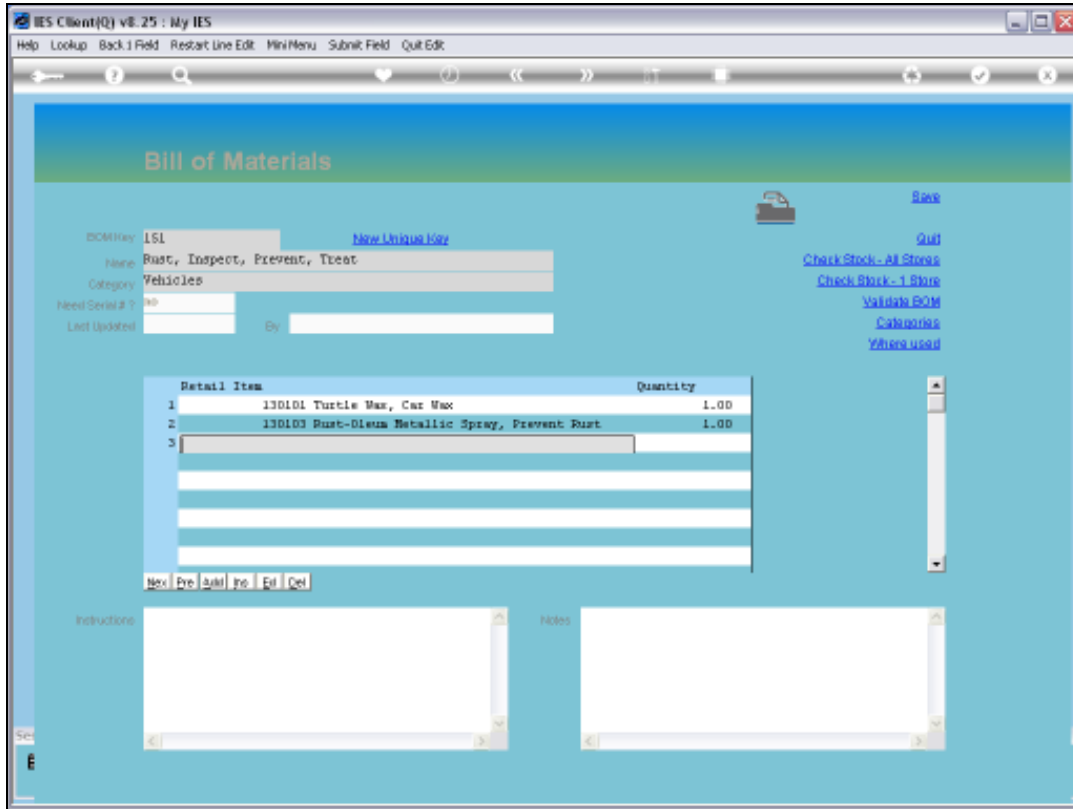 IES Client(Q) v8.25 : My IES
Help Lookup Back 1 Field Restart Line Edit MiniMenu Submit Field Quit Edit
Bill of Materials
Save
BOM Key 151 New Unique Key Quit
Name Rust, Inspect, Prevent, Treat Check Stock - All Stores
Category Vehicles Check Stock - 1 Store
Need Serial # ? no Validate BOM
Last Updated By Categories
Where used
Retail Item Quantity
1 130101 Turtle Wax, Car Wax 1.00
2 130103 Rust-Oleum Metallic Spray, Prevent Rust 1.00
3
Nex Pre Add Ins Ed Del
Instructions Notes